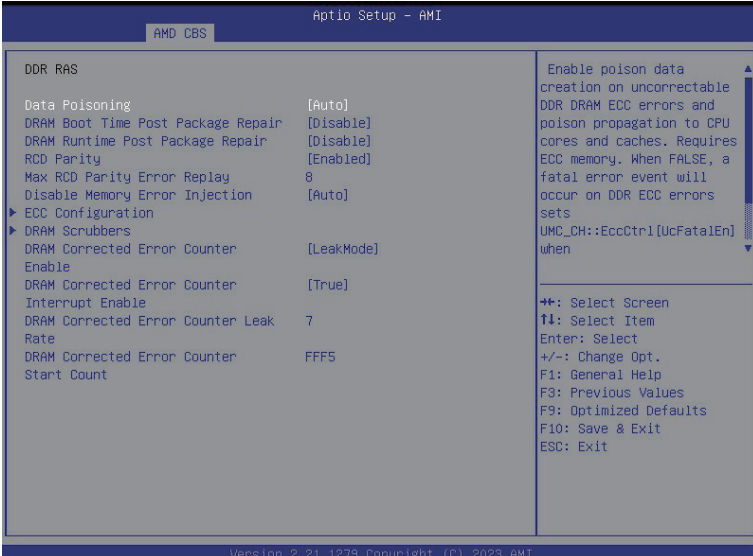 Aptio Setup – AMI
AMD CBS
DDR RAS
Data Poisoning [Auto]
DRAM Boot Time Post Package Repair [Disable]
DRAM Runtime Post Package Repair [Disable]
RCD Parity [Enabled]
Max RCD Parity Error Replay 8
Disable Memory Error Injection [Auto]
ECC Configuration
DRAM Scrubbers
DRAM Corrected Error Counter [LeakMode]
Enable
DRAM Corrected Error Counter [True]
Interrupt Enable
DRAM Corrected Error Counter Leak 7
Rate
DRAM Corrected Error Counter FFF5
Start Count
Enable poison data
creation on uncorrectable
DDR DRAM ECC errors and
poison propagation to CPU
cores and caches. Requires
ECC memory. When FALSE, a
fatal error event will
occur on DDR ECC errors
sets
UMC_CH::EccCtrl[UcFatalEn]
when
→←: Select Screen
↑↓: Select Item
Enter: Select
+/-: Change Opt.
F1: General Help
F3: Previous Values
F9: Optimized Defaults
F10: Save & Exit
ESC: Exit
Version 2.21.1279 Copyright (C) 2023 AMI